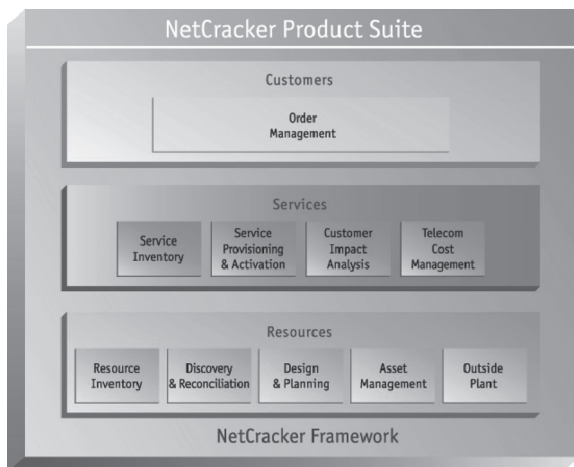 NetCracker Product Suite
Customers
Order
Management
Services
Service
Inventory
Service
Provisioning
& Activation
Customer
Impact
Analysis
Telecom
Cost
Management
Resources
Resource
Inventory
Discovery
& Reconciliation
Design
& Planning
Asset
Management
Outside
Plant
NetCracker Framework